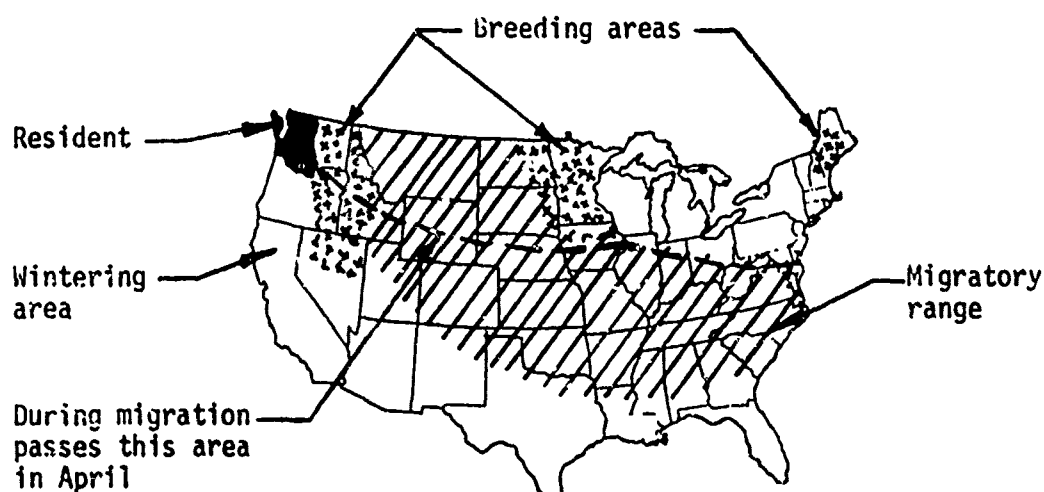 Breeding areas
Resident
Wintering
area
Migratory
range
During migration
passes this area
in April